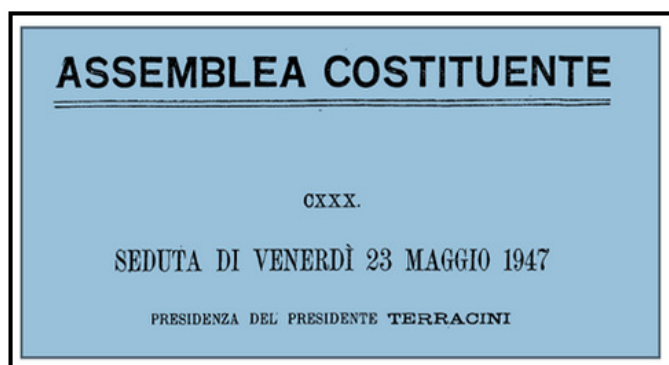 ASSEMBLEA COSTITUENTE
CXXX.
SEDUTA DI VENERDÌ 23 MAGGIO 1947
PRESIDENZA DEL PRESIDENTE TERRACINI